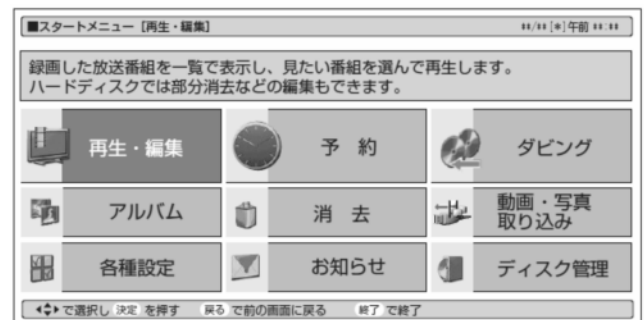 ■スタートメニュー [再生・編集]
**/** [*] 午前 **:**
録画した放送番組を一覧で表示し、見たい番組を選んで再生します。
ハードディスクでは部分消去などの編集もできます。
再生・編集
予 約
ダビング
アルバム
消 去
動画・写真
取り込み
各種設定
お知らせ
ディスク管理
で選択し 決定 を押す 戻る で前の画面に戻る 終了 で終了